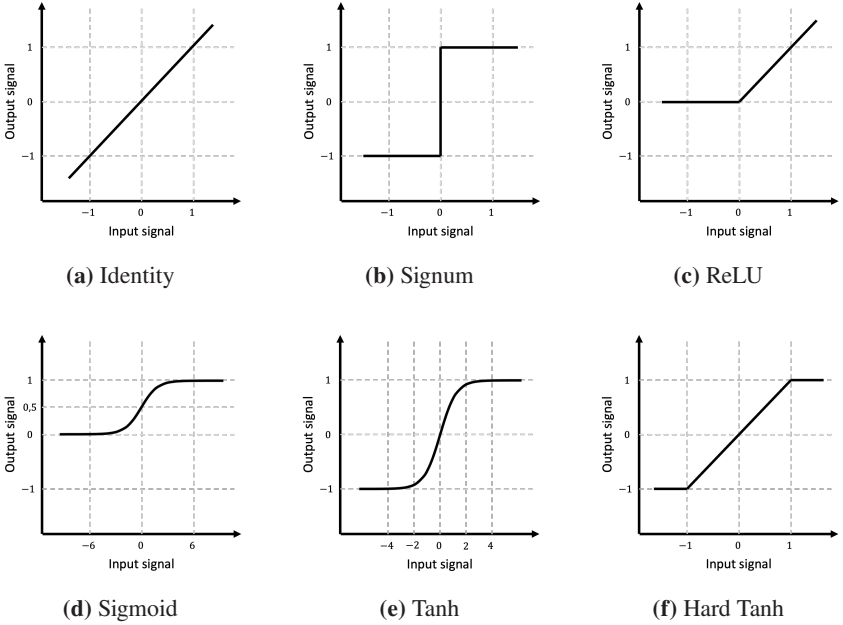 Output signal
1
0
−1
−1 0 1
Input signal
(a) Identity
Output signal
1
0
−1
−1 0 1
Input signal
(b) Signum
Output signal
1
0
−1
−1 0 1
Input signal
(c) ReLU
Output signal
1
0,5
0
−1
−6 0 6
Input signal
(d) Sigmoid
Output signal
1
0
−1
−4 −2 0 2 4
Input signal
(e) Tanh
Output signal
1
0
−1
−1 0 1
Input signal
(f) Hard Tanh